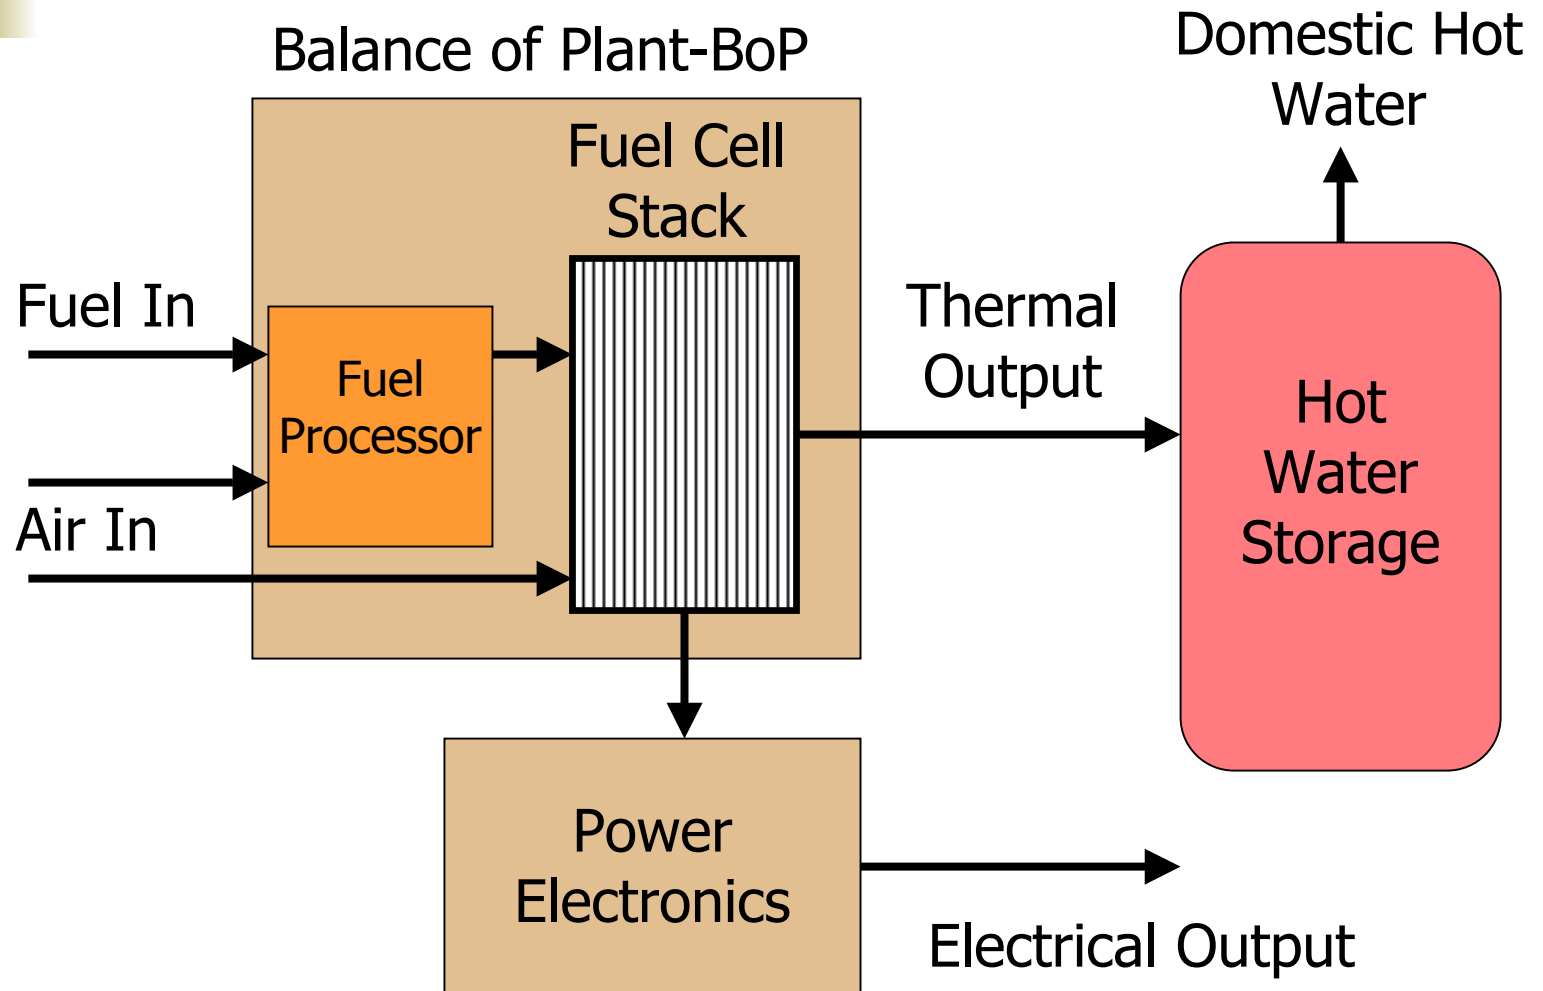 Balance of Plant-BoP
Domestic Hot
Water
Fuel Cell
Stack
Fuel In
Fuel
Processor
Air In
Thermal
Output
Hot
Water
Storage
Power
Electronics
Electrical Output